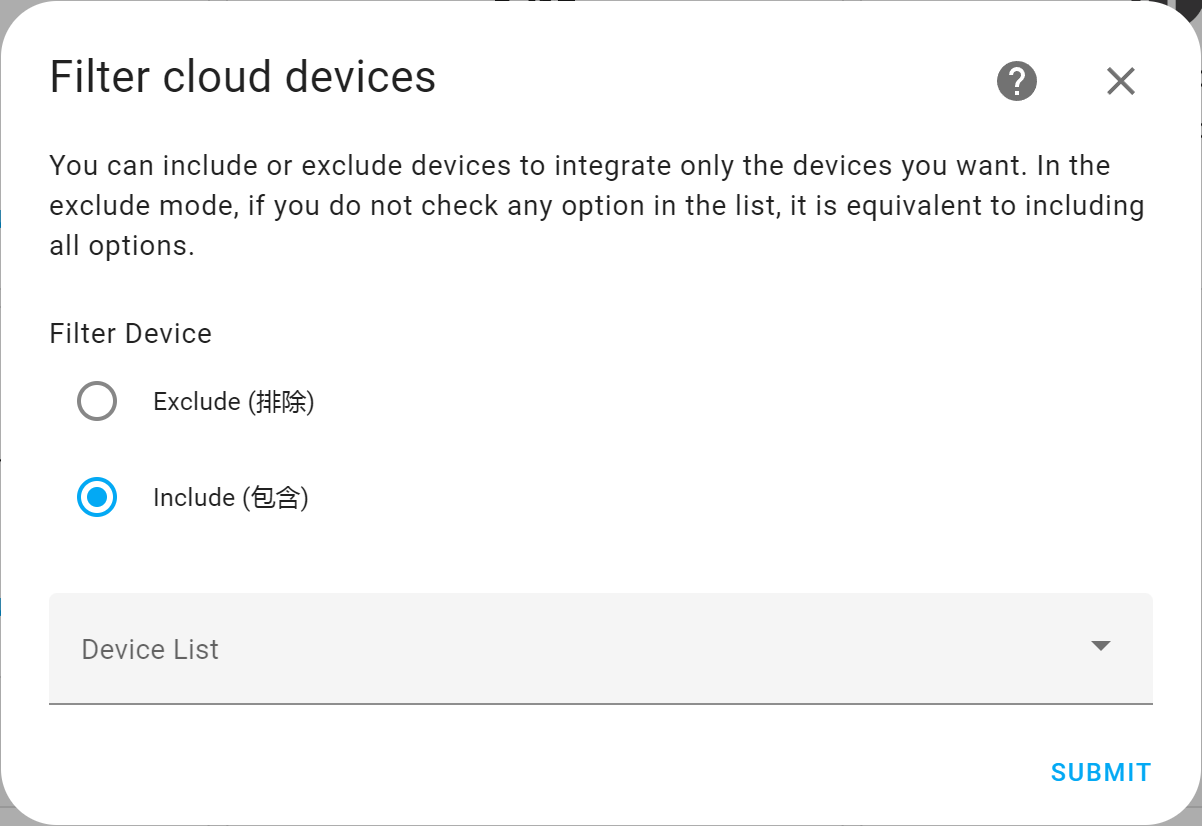 Filter cloud devices
You can include or exclude devices to integrate only the devices you want. In the
exclude mode, if you do not check any option in the list, it is equivalent to including
all options.
Filter Device
Exclude (排除)
Include (包含)
Device List
SUBMIT